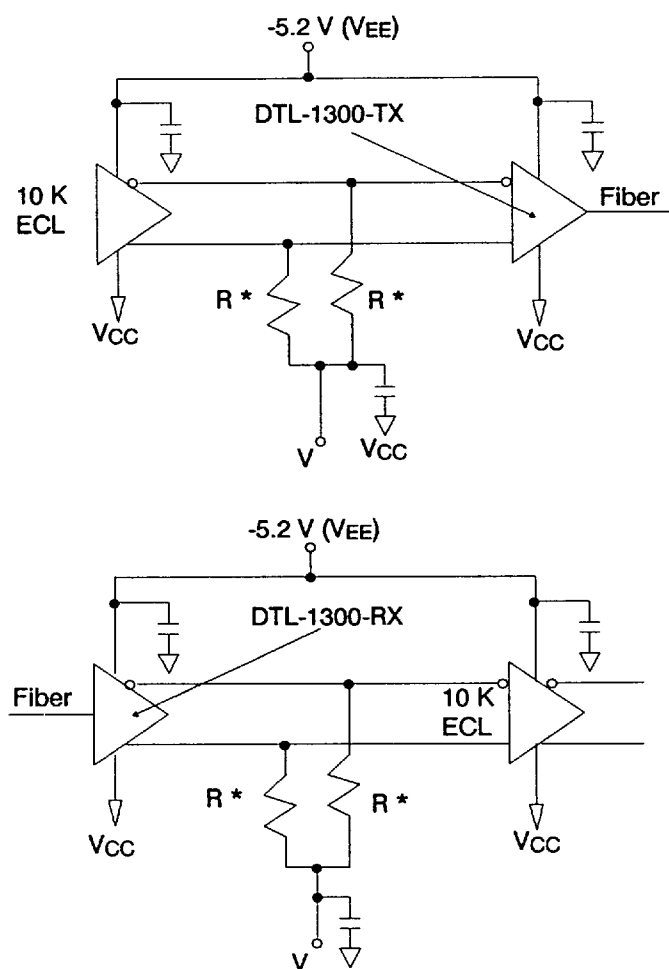 -5.2 V (VEE)
DTL-1300-TX
10 K
ECL
Fiber
R *
R *
VCC
VCC
V
VCC
-5.2 V (VEE)
DTL-1300-RX
Fiber
10 K
ECL
R *
R *
VCC
VCC
V